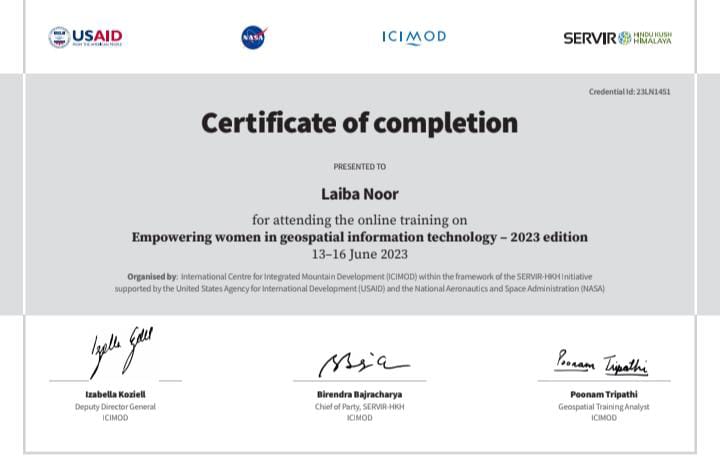 USAID
FROM THE AMERICAN PEOPLE
NASA
ICIMOD
SERVIR HINDU KUSH HIMALAYA
Credential Id: 23LN1451
Certificate of completion
PRESENTED TO
Laiba Noor
for attending the online training on
Empowering women in geospatial information technology – 2023 edition
13–16 June 2023
Organised by: International Centre for Integrated Mountain Development (ICIMOD) within the framework of the SERVIR-HKH Initiative
supported by the United States Agency for International Development (USAID) and the National Aeronautics and Space Administration (NASA)
Poonam Tripathi
Izabella Koziell
Deputy Director General
ICIMOD
Birendra Bajracharya
Chief of Party, SERVIR-HKH
ICIMOD
Poonam Tripathi
Geospatial Training Analyst
ICIMOD